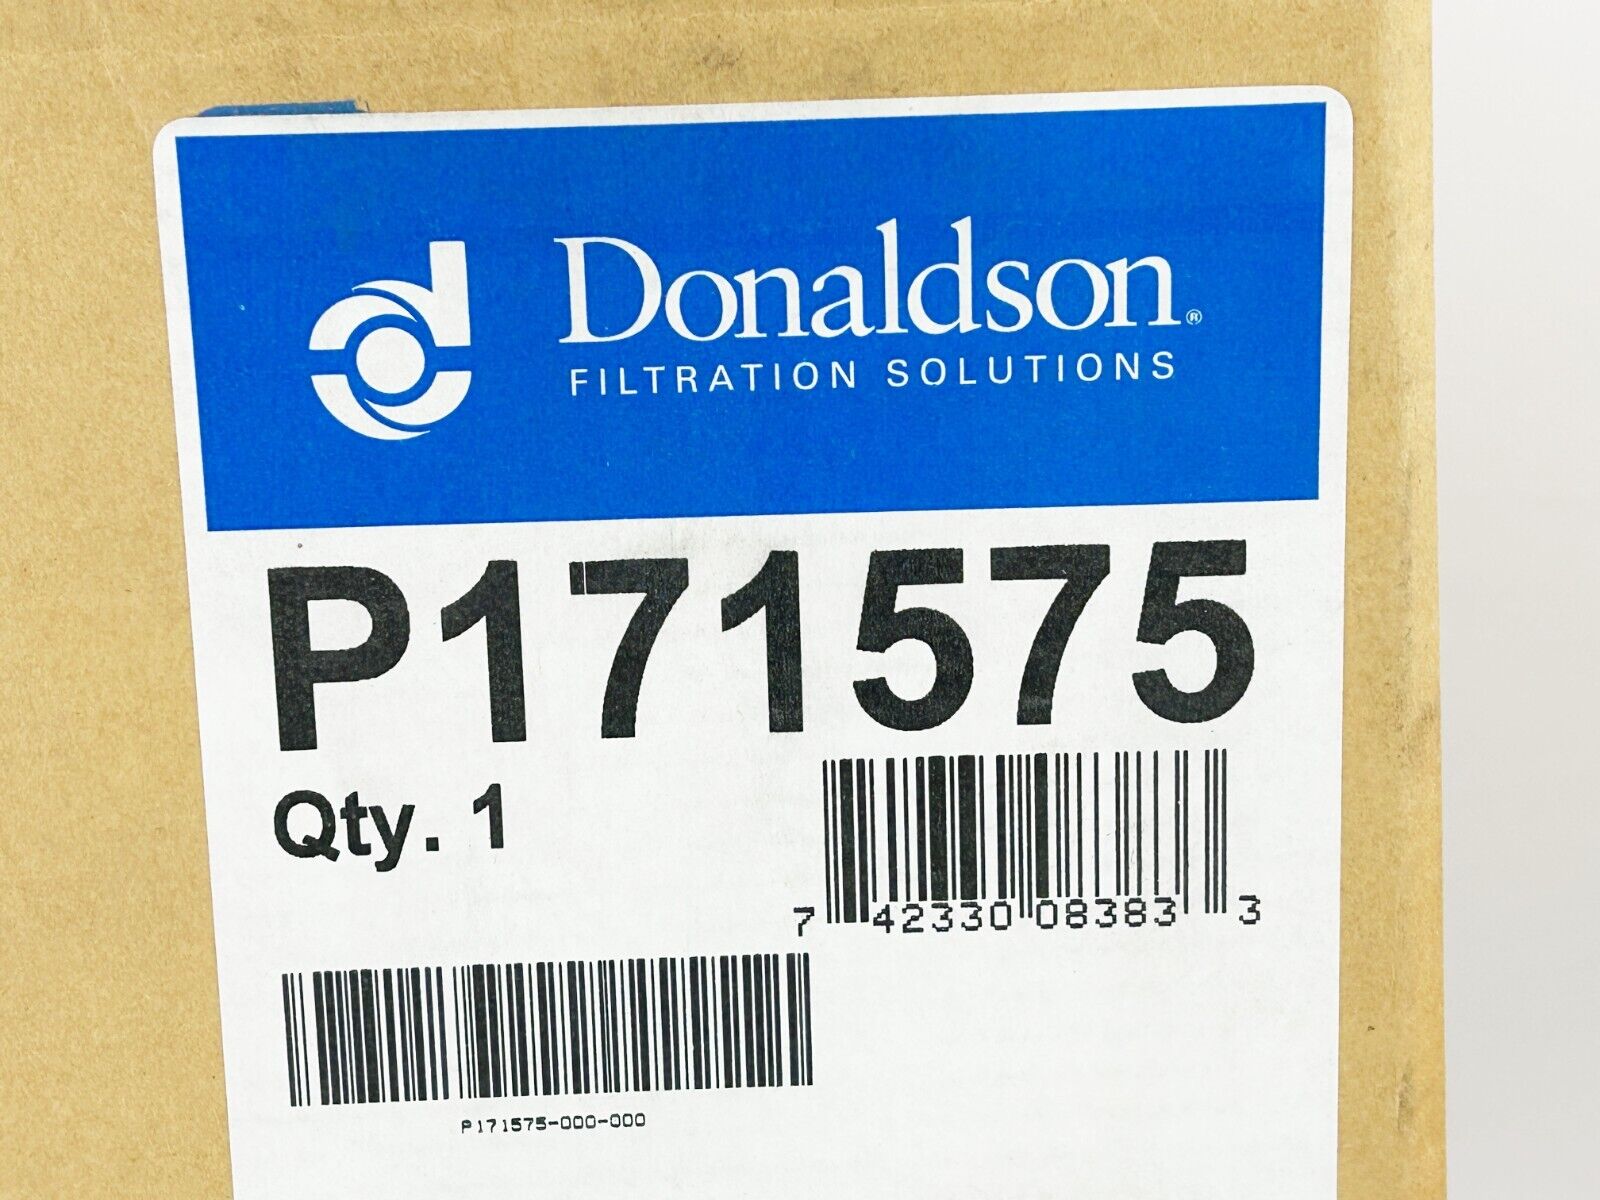 Donaldson®
FILTRATION SOLUTIONS
P171575
Qty. 1
7 42330 08383 3
P171575-000-000